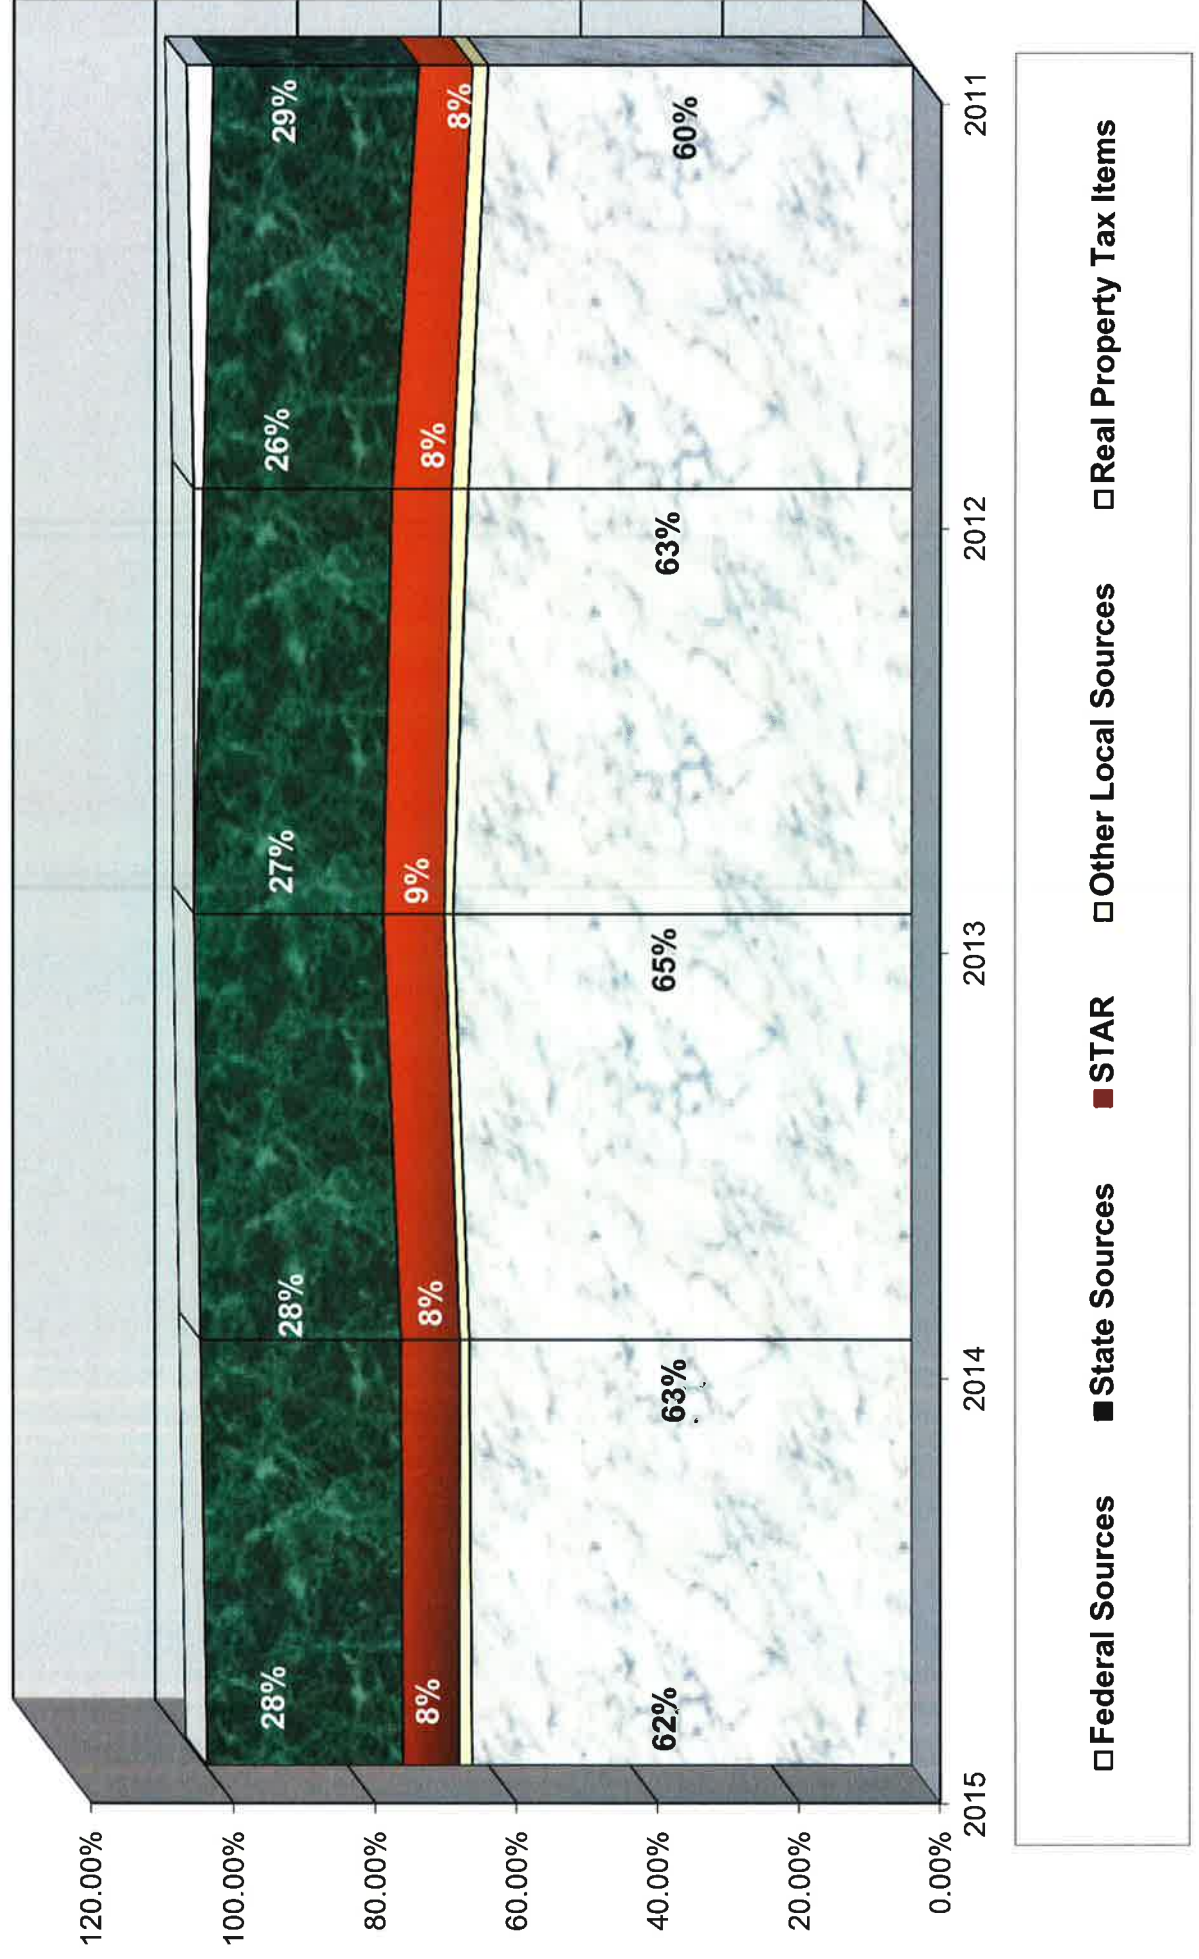 120.00%
100.00%
80.00%
60.00%
40.00%
20.00%
0.00%
28% 28% 27% 26% 29%
8% 8% 9% 8% 8%
62% 63% 65% 63% 60%
2015 2014 2013 2012 2011
Federal Sources State Sources STAR Other Local Sources Real Property Tax Items